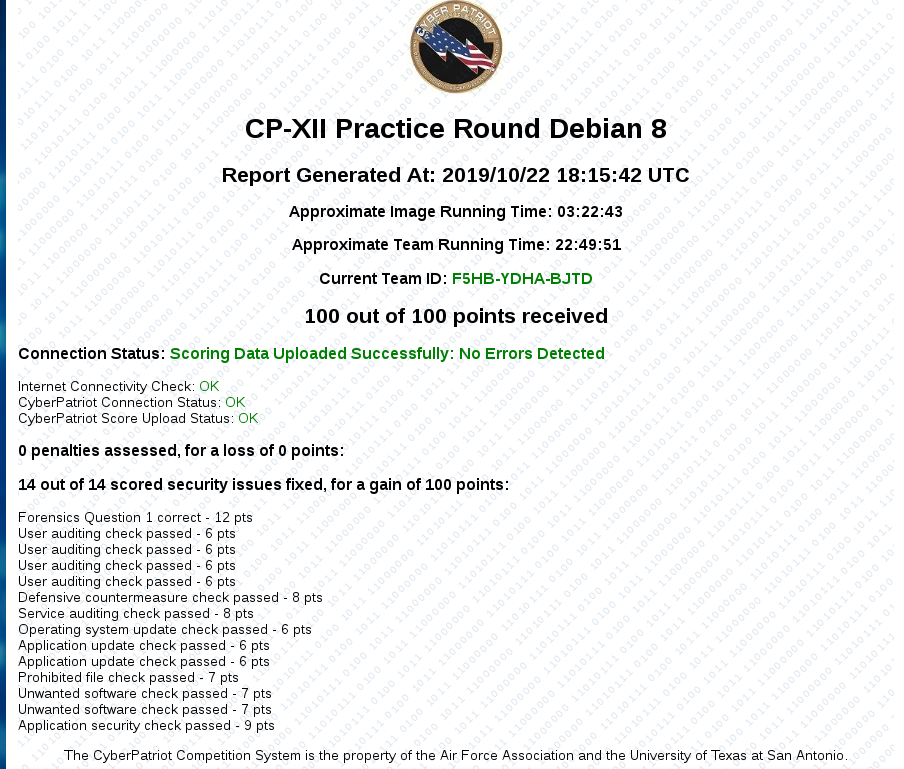 CYBER PATRIOT
CP-XII Practice Round Debian 8
Report Generated At: 2019/10/22 18:15:42 UTC
Approximate Image Running Time: 03:22:43
Approximate Team Running Time: 22:49:51
Current Team ID: F5HB-YDHA-BJTD
100 out of 100 points received
Connection Status: Scoring Data Uploaded Successfully: No Errors Detected
Internet Connectivity Check: OK
CyberPatriot Connection Status: OK
CyberPatriot Score Upload Status: OK
0 penalties assessed, for a loss of 0 points:
14 out of 14 scored security issues fixed, for a gain of 100 points:
Forensics Question 1 correct - 12 pts
User auditing check passed - 6 pts
User auditing check passed - 6 pts
User auditing check passed - 6 pts
User auditing check passed - 6 pts
Defensive countermeasure check passed - 8 pts
Service auditing check passed - 8 pts
Operating system update check passed - 6 pts
Application update check passed - 6 pts
Application update check passed - 6 pts
Prohibited file check passed - 7 pts
Unwanted software check passed - 7 pts
Unwanted software check passed - 7 pts
Application security check passed - 9 pts
The CyberPatriot Competition System is the property of the Air Force Association and the University of Texas at San Antonio.